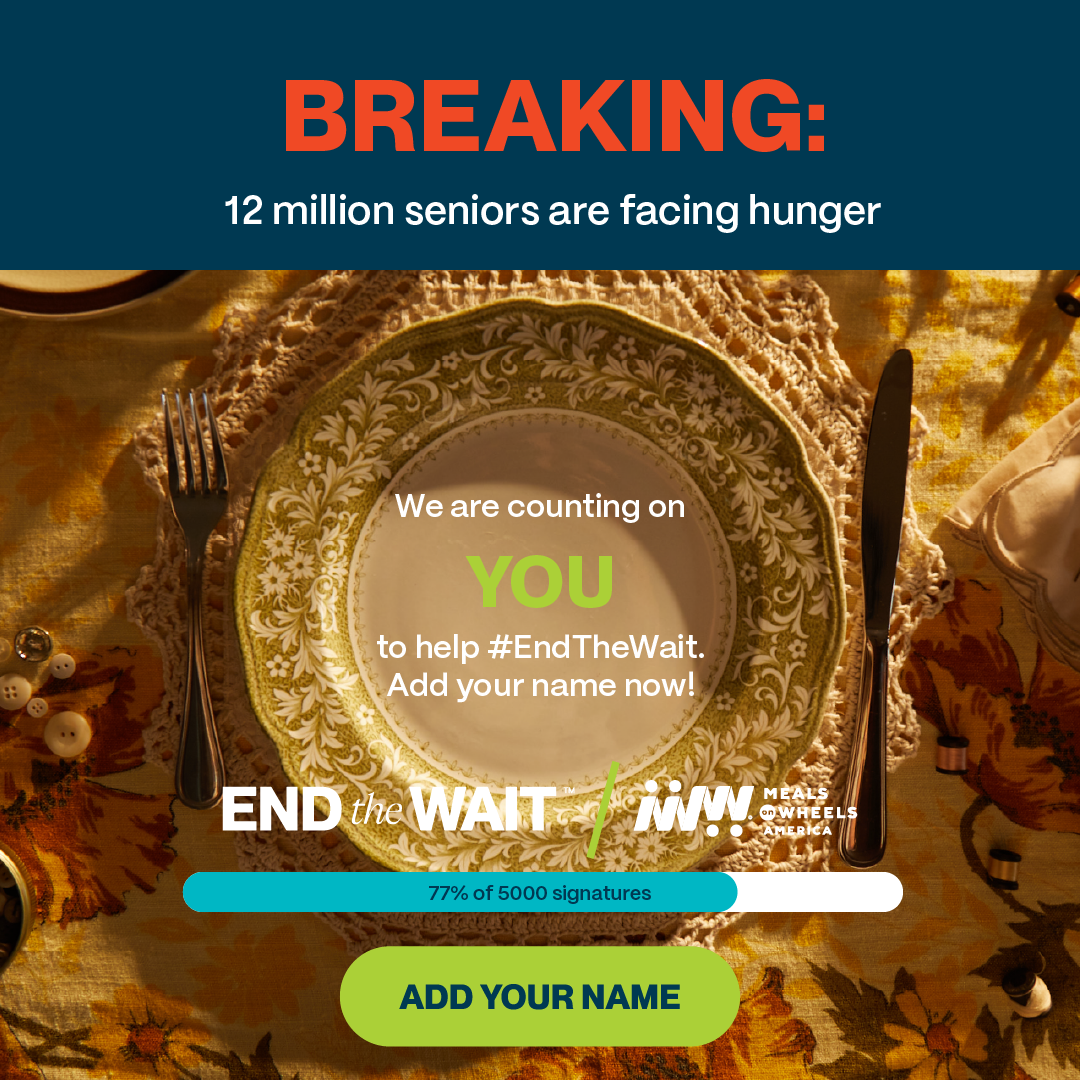 BREAKING:
12 million seniors are facing hunger
We are counting on
YOU
to help #EndTheWait.
Add your name now!
END the WAIT™
MEALS
ON WHEELS
AMERICA
77% of 5000 signatures
ADD YOUR NAME